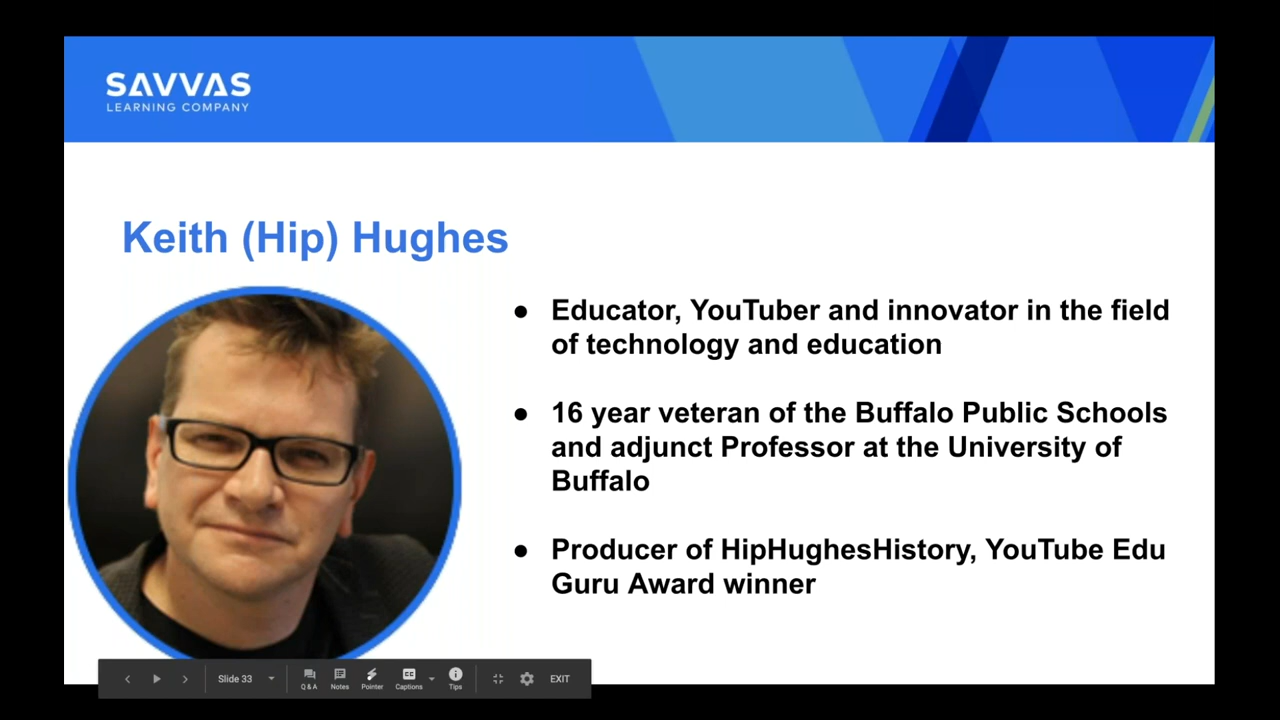 SAVVAS
LEARNING COMPANY
Keith (Hip) Hughes
● Educator, YouTuber and innovator in the field
of technology and education
● 16 year veteran of the Buffalo Public Schools
and adjunct Professor at the University of
Buffalo
● Producer of HipHughesHistory, YouTube Edu
Guru Award winner
Slide 33
Q & A
Notes
Pointer
CC
Captions
Tips
EXIT